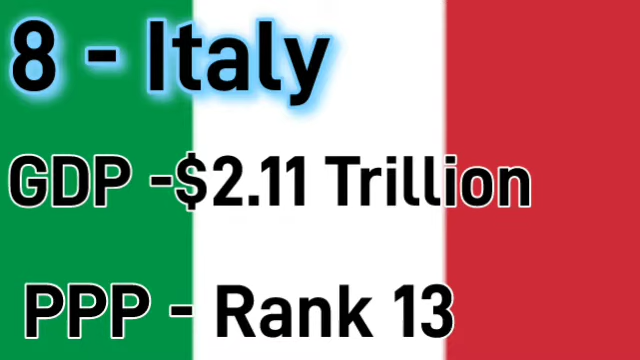 8 - Italy
GDP -$2.11 Trillion
PPP - Rank 13